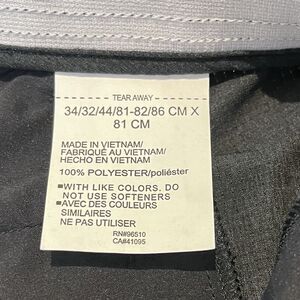 TEAR AWAY
34/32/44/81-82/86 CM X
81 CM
MADE IN VIETNAM/
FABRIQUÉ AU VIETNAM/
HECHO EN VIETNAM
100% POLYESTER/poliéster
•WITH LIKE COLORS. DO
NOT USE SOFTENERS
•AVEC DES COULEURS
SIMILAIRES
NE PAS UTILISER
RN#96510
CA#41095